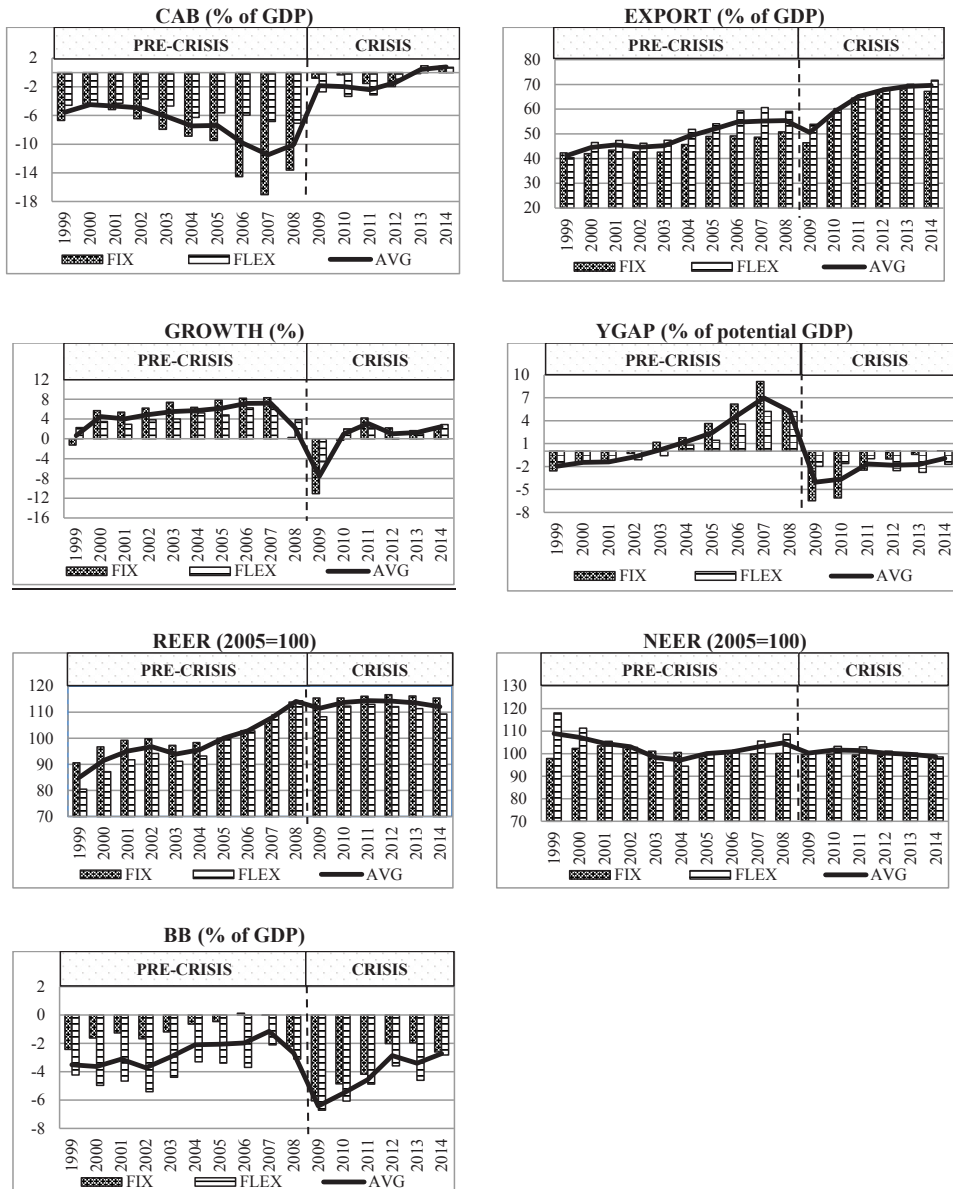 CAB (% of GDP)
PRE-CRISIS CRISIS
2
-2
-6
-10
-14
-18
1999 2000 2001 2002 2003 2004 2005 2006 2007 2008 2009 2010 2011 2012 2013 2014
FIX FLEX AVG
EXPORT (% of GDP)
PRE-CRISIS CRISIS
80
70
60
50
40
30
20
1999 2000 2001 2002 2003 2004 2005 2006 2007 2008 2009 2010 2011 2012 2013 2014
FIX FLEX AVG
GROWTH (%)
PRE-CRISIS CRISIS
12
8
4
0
-4
-8
-12
-16
1999 2000 2001 2002 2003 2004 2005 2006 2007 2008 2009 2010 2011 2012 2013 2014
FIX FLEX AVG
YGAP (% of potential GDP)
PRE-CRISIS CRISIS
10
7
4
1
-2
-5
-8
1999 2000 2001 2002 2003 2004 2005 2006 2007 2008 2009 2010 2011 2012 2013 2014
FIX FLEX AVG
REER (2005=100)
PRE-CRISIS CRISIS
120
110
100
90
80
70
1999 2000 2001 2002 2003 2004 2005 2006 2007 2008 2009 2010 2011 2012 2013 2014
FIX FLEX AVG
NEER (2005=100)
PRE-CRISIS CRISIS
130
120
110
100
90
80
70
1999 2000 2001 2002 2003 2004 2005 2006 2007 2008 2009 2010 2011 2012 2013 2014
FIX FLEX AVG
BB (% of GDP)
PRE-CRISIS CRISIS
2
0
-2
-4
-6
-8
1999 2000 2001 2002 2003 2004 2005 2006 2007 2008 2009 2010 2011 2012 2013 2014
FIX FLEX AVG